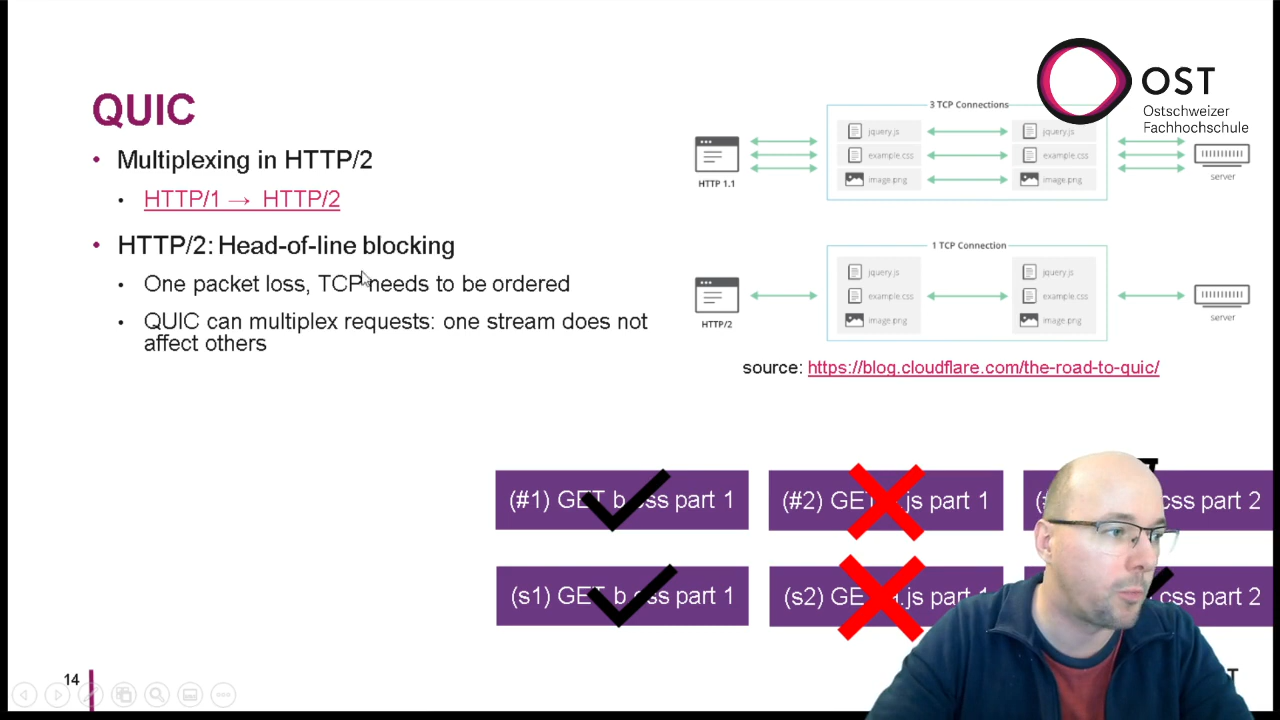 QUIC
• Multiplexing in HTTP/2
• HTTP/1 → HTTP/2
• HTTP/2: Head-of-line blocking
• One packet loss, TCP needs to be ordered
• QUIC can multiplex requests: one stream does not
affect others
OST
Ostschweizer
Fachhochschule
3 TCP Connections
jquery.js
jquery.js
example.css
example.css
image.png
image.png
HTTP 1.1
server
1 TCP Connection
jquery.js
jquery.js
example.css
example.css
image.png
image.png
HTTP/2
server
source: https://blog.cloudflare.com/the-road-to-quic/
(#1) GET b.css part 1
(#2) GET .js part 1
css part 2
(s1) GET b.css part 1
(s2) GET .js part 1
css part 2
14